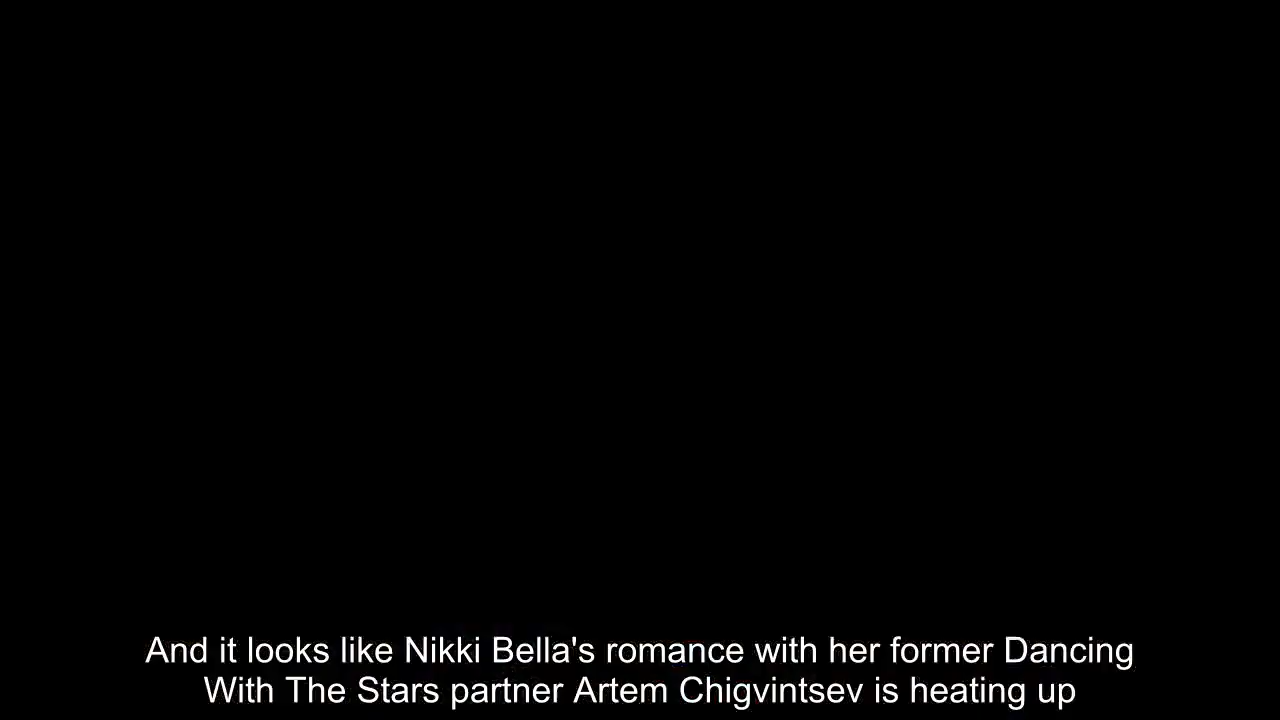 And it looks like Nikki Bella's romance with her former Dancing
With The Stars partner Artem Chigvintsev is heating up